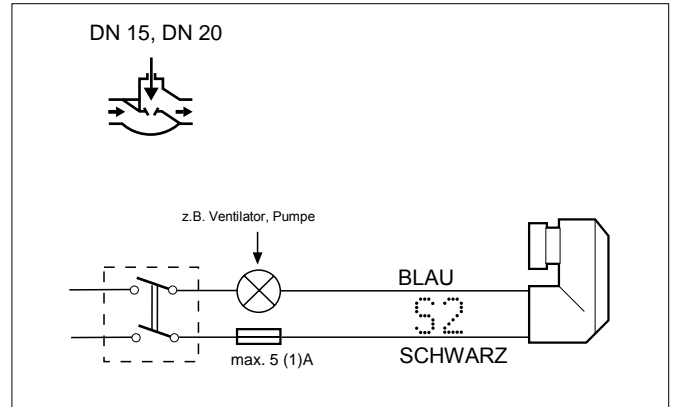 DN 15, DN 20
z.B. Ventilator, Pumpe
BLAU
S2
max. 5 (1)A
SCHWARZ